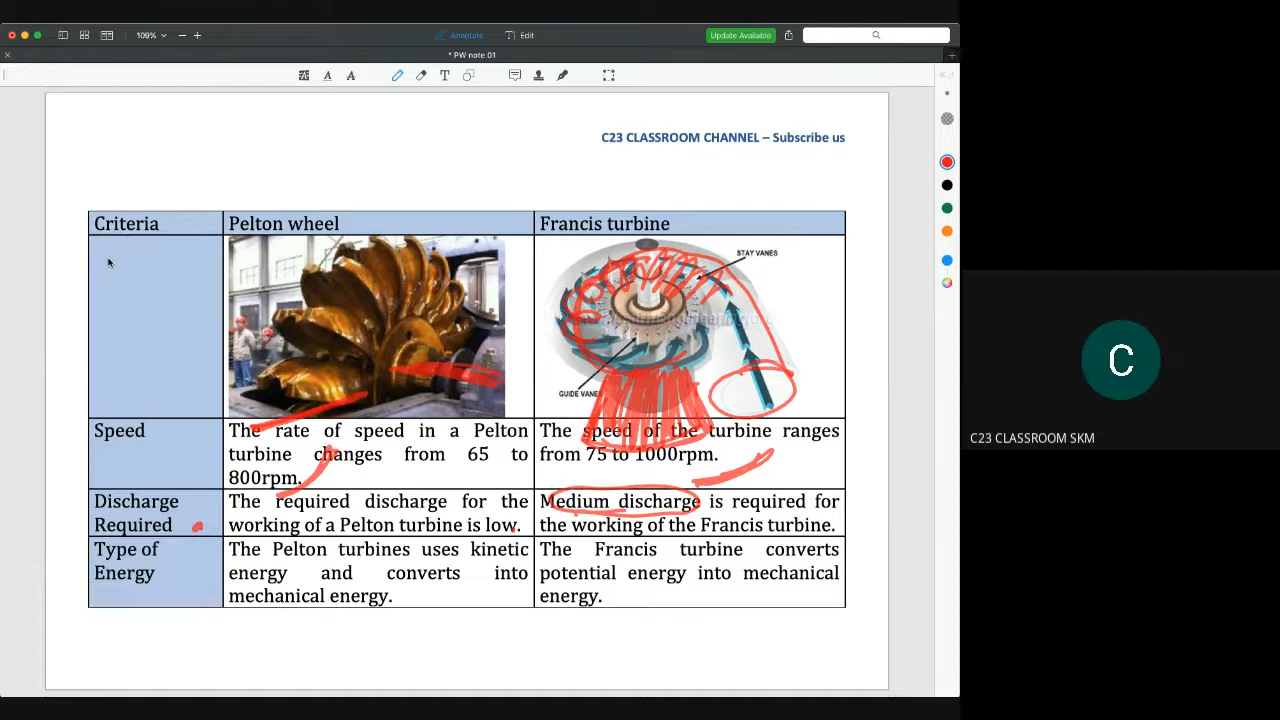 109%
Annotate
Edit
Update Available
* PW note 01
C23 CLASSROOM CHANNEL – Subscribe us
Criteria
Pelton wheel
Francis turbine
STAY VANES
GUIDE VANE
Speed
The rate of speed in a Pelton
turbine changes from 65 to
800rpm.
The speed of the turbine ranges
from 75 to 1000rpm.
Discharge
Required
The required discharge for the
working of a Pelton turbine is low.
Medium discharge is required for
the working of the Francis turbine.
Type of
Energy
The Pelton turbines uses kinetic
energy and converts into
mechanical energy.
The Francis turbine converts
potential energy into mechanical
energy.
C
C23 CLASSROOM SKM